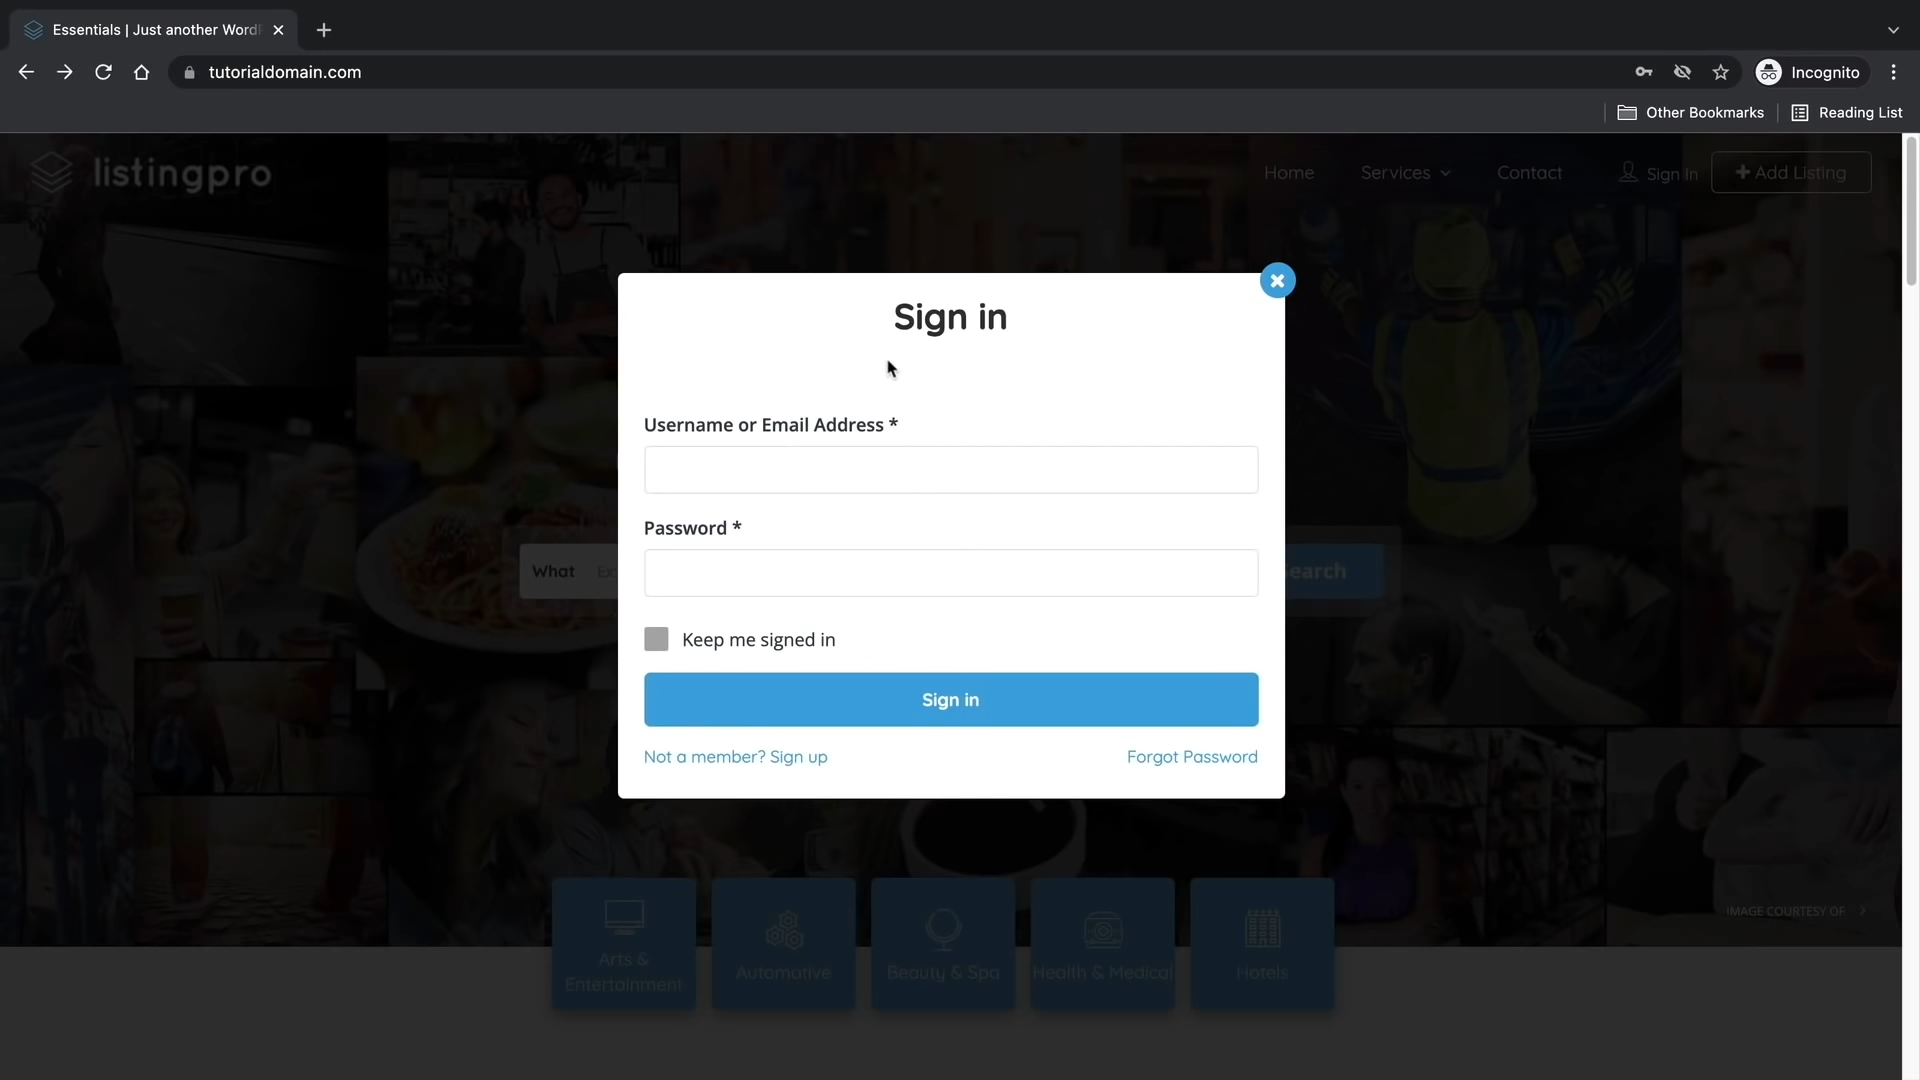 Essentials | Just another Word
tutorialdomain.com
Incognito
Other Bookmarks
Reading List
listingpro
Home
Services
Contact
Sign In
Add Listing
Sign in
Username or Email Address *
Password *
What
Ex
earch
Keep me signed in
Sign in
Not a member? Sign up
Forgot Password
IMAGE COURTESY OF
Arts &
Entertainment
Automotive
Beauty & Spa
Health & Medical
Hotels